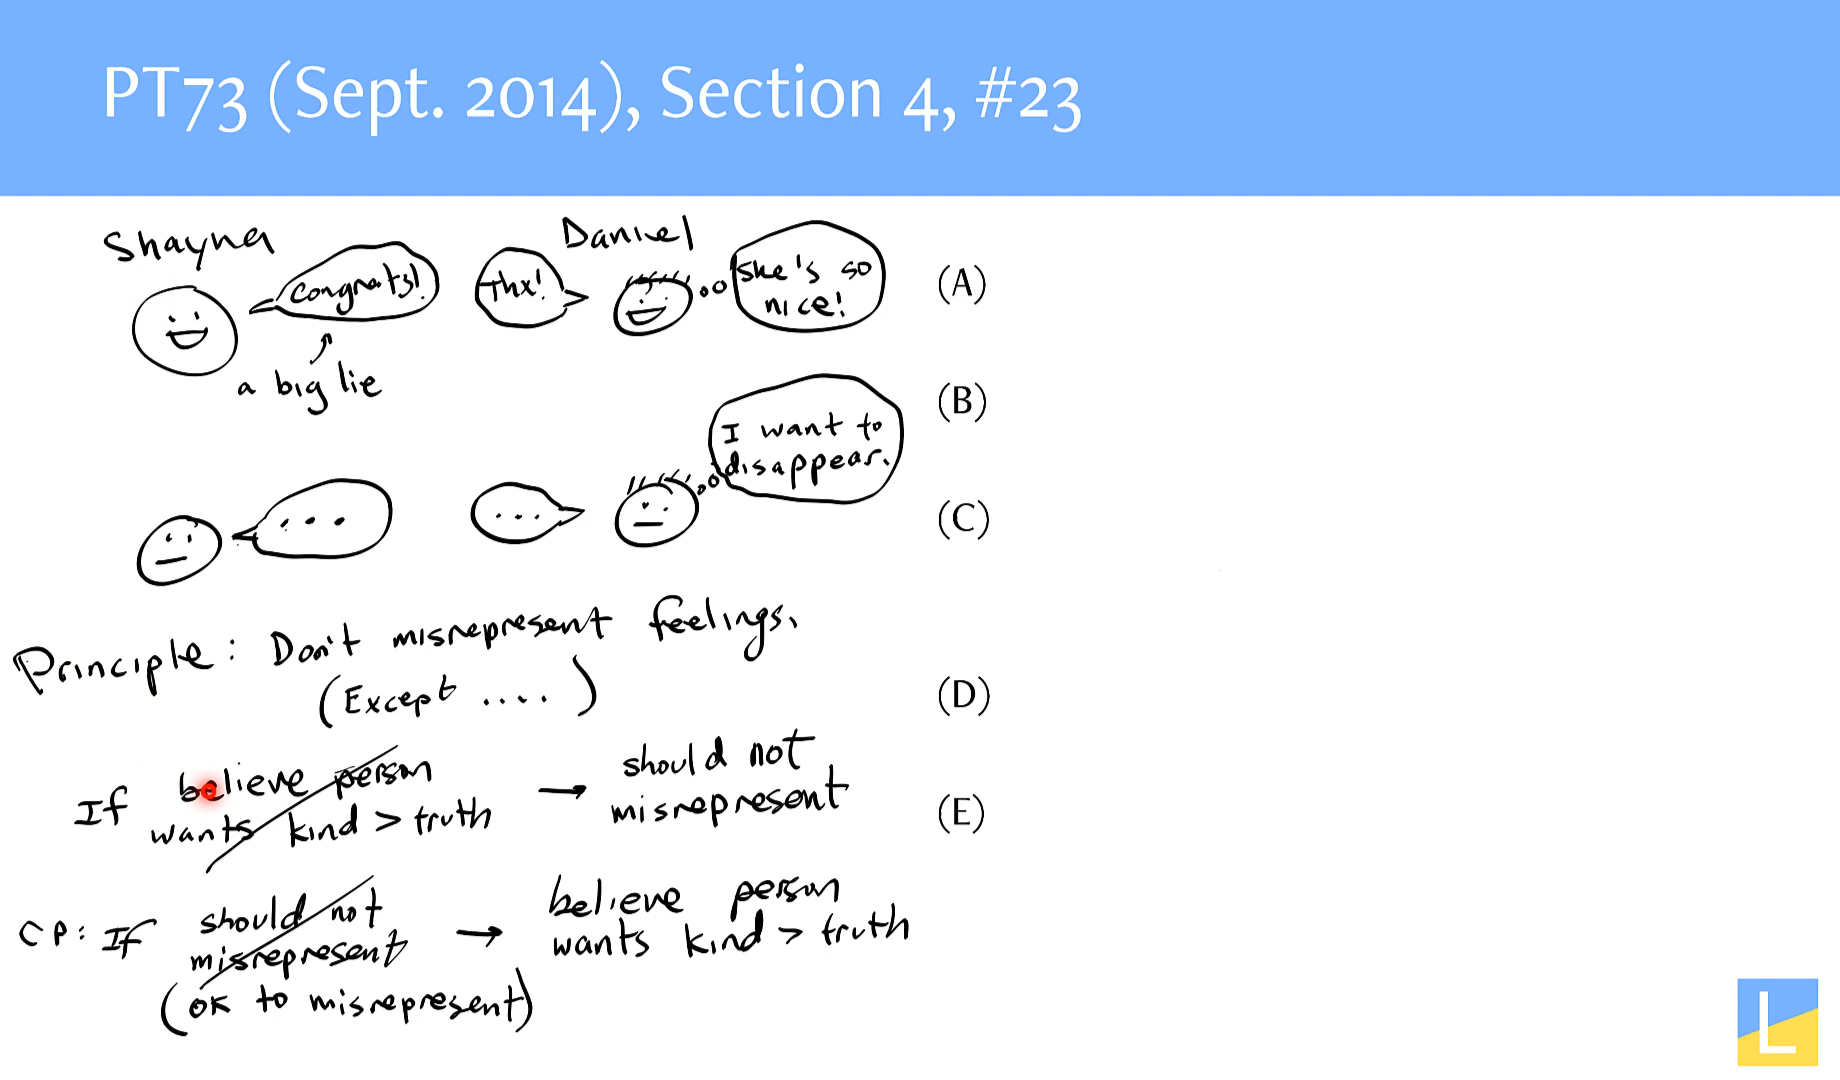 PT73 (Sept. 2014), Section 4, #23
Shayna
Congrats!
a big lie
Thx!
Daniel
She's so
nice!
...
...
I want to
disappear.
Principle: Don't misrepresent feelings.
(Except ....)
If believe person
wants kind > truth
→ should not
misrepresent
CP: If should not
misrepresent
(OK to misrepresent)
→ believe person
wants kind > truth
(A)
(B)
(C)
(D)
(E)
L